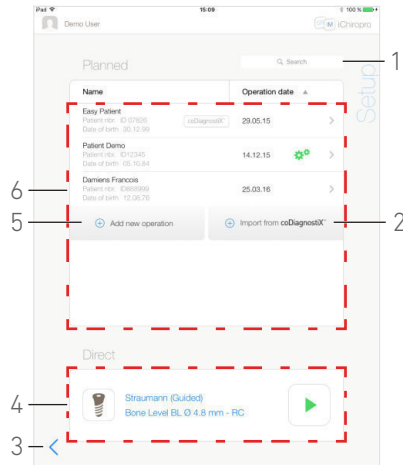 iPad 15:09 100 %
Demo User iChiropro
Setup
Planned Search 1
Name Operation date
Easy Patient
Patient nbr. ID 07826 coDiagnostiX 29.05.15
Date of birth 30.12.99
Patient Demo
Patient nbr. ID12345 14.12.15
Date of birth 05.10.84
Damiens Francois
Patient nbr. ID666999 25.03.16
Date of birth 12.06.76
6
5 Add new operation Import from coDiagnostiX™ 2
Direct
4 Straumann (Guided)
Bone Level BL Ø 4.8 mm - RC
3